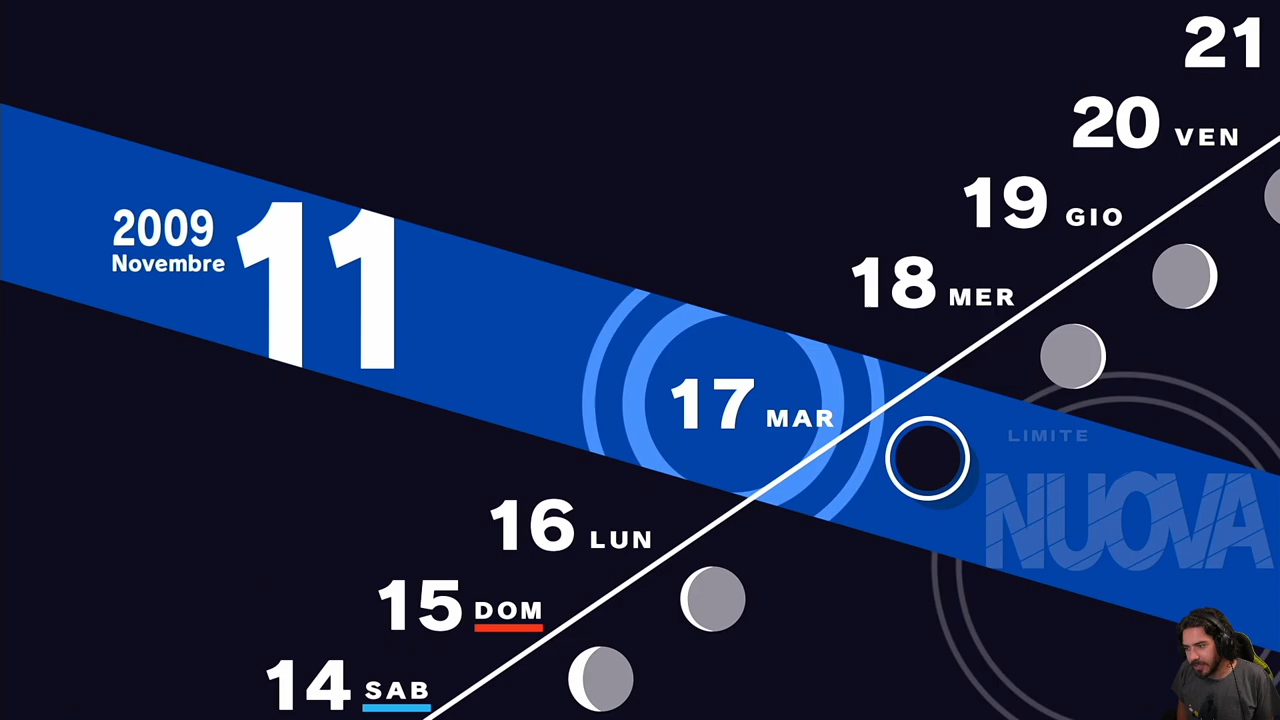 21
20 VEN
19 GIO
18 MER
2009
Novembre
11
17 MAR
LIMITE
NUOVA
16 LUN
15 DOM
14 SAB